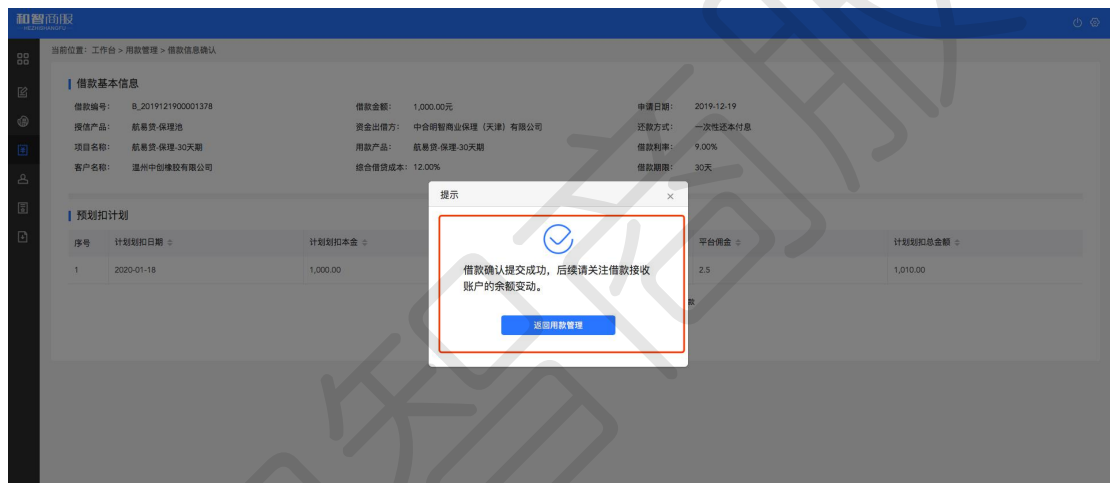 和智商服
HEZHISHANGFU
当前位置：工作台 > 用款管理 > 借款信息确认
借款基本信息
借款编号： B_2019121900001378 借款金额： 1,000.00元 申请日期： 2019-12-19
授信产品： 航易贷-保理池 资金出借方： 中合明智商业保理（天津）有限公司 还款方式： 一次性还本付息
项目名称： 航易贷-保理-30天期 用款产品： 航易贷-保理-30天期 借款利率： 9.00%
客户名称： 温州中创橡胶有限公司 综合借贷成本： 12.00% 借款期限： 30天
提示 ×
预划扣计划
序号 计划划扣日期 计划划扣本金 平台佣金 计划划扣总金额
1 2020-01-18 1,000.00 2.5 1,010.00
借款确认提交成功，后续请关注借款接收
账户的余额变动。
款
返回用款管理
智商服